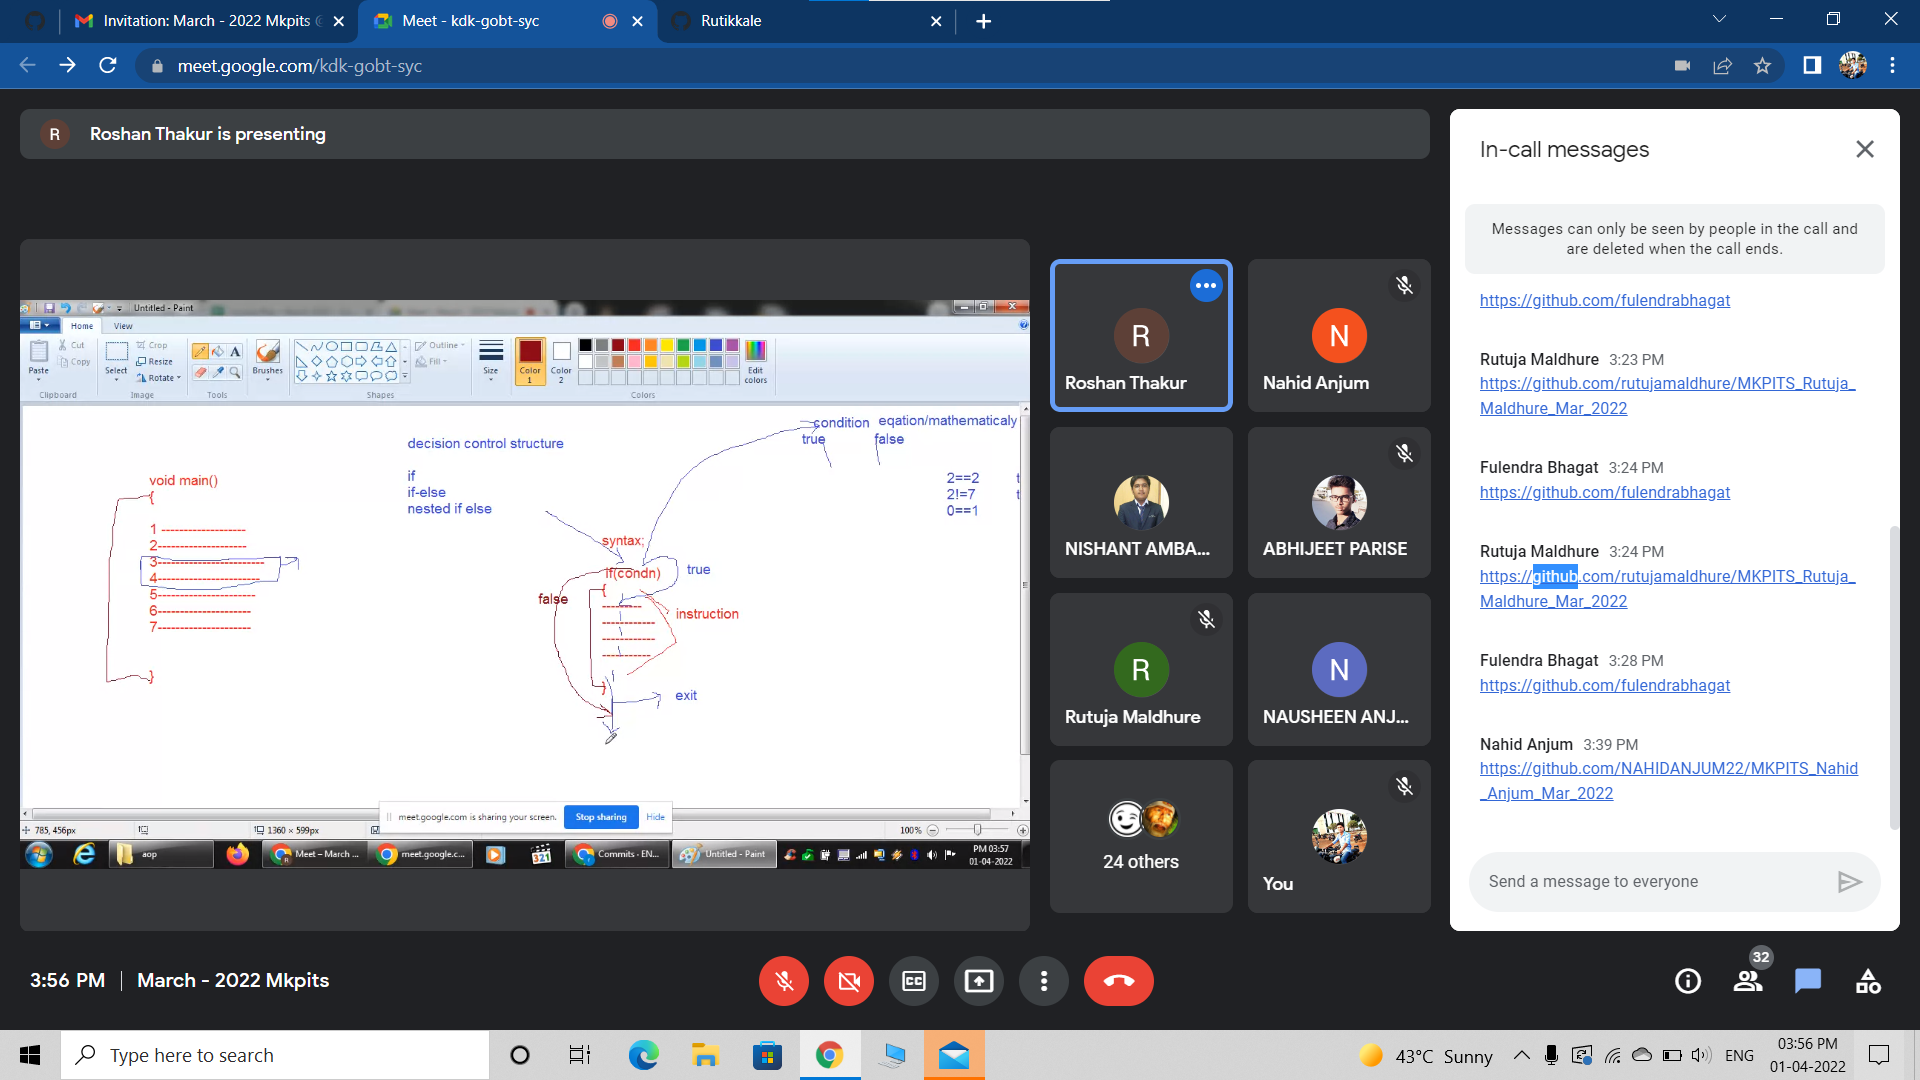 Invitation: March - 2022 Mkpits
Meet - kdk-gobt-syc
Rutikkale
meet.google.com/kdk-gobt-syc
R
Roshan Thakur is presenting
Untitled - Paint
Home
View
Paste
Cut
Copy
Clipboard
Select
Crop
Resize
Rotate
Image
A
Tools
Brushes
Outline
Fill
Shapes
Size
Color
1
Color
2
Edit
colors
Colors
void main()
{
1 -------------------
2--------------------
3------------------------
4-----------------------
5----------------------
6--------------------
7---------------------
}
decision control structure
if
if-else
nested if else
condition
eqation/mathematicaly
true
false
2==2
2!=7
0==1
t
t
syntax;
if(condn)
{
true
false
instruction
}
exit
meet.google.com is sharing your screen.
Stop sharing
Hide
785, 456px
1360 × 599px
100%
aop
Meet – March ...
meet.google.c...
321
Commits · EN...
Untitled - Paint
PM 03:57
01-04-2022
R
Roshan Thakur
N
Nahid Anjum
NISHANT AMBA...
ABHIJEET PARISE
R
Rutuja Maldhure
N
NAUSHEEN ANJ...
24 others
You
In-call messages
Messages can only be seen by people in the call and
are deleted when the call ends.
https://github.com/fulendrabhagat
Rutuja Maldhure 3:23 PM
https://github.com/rutujamaldhure/MKPITS_Rutuja_
Maldhure_Mar_2022
Fulendra Bhagat 3:24 PM
https://github.com/fulendrabhagat
Rutuja Maldhure 3:24 PM
https://github.com/rutujamaldhure/MKPITS_Rutuja_
Maldhure_Mar_2022
Fulendra Bhagat 3:28 PM
https://github.com/fulendrabhagat
Nahid Anjum 3:39 PM
https://github.com/NAHIDANJUM22/MKPITS_Nahid
_Anjum_Mar_2022
Send a message to everyone
3:56 PM
March - 2022 Mkpits
CC
32
Type here to search
43°C Sunny
ENG
03:56 PM
01-04-2022